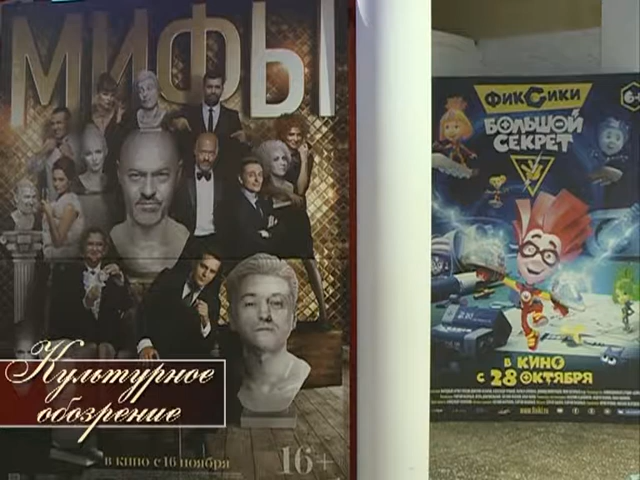 МИФЫ
Культурное
обозрение
в кино с 16 ноября
16+
ФИКСИКИ
6+
БОЛЬШОЙ
СЕКРЕТ
В КИНО
С 28 ОКТЯБРЯ